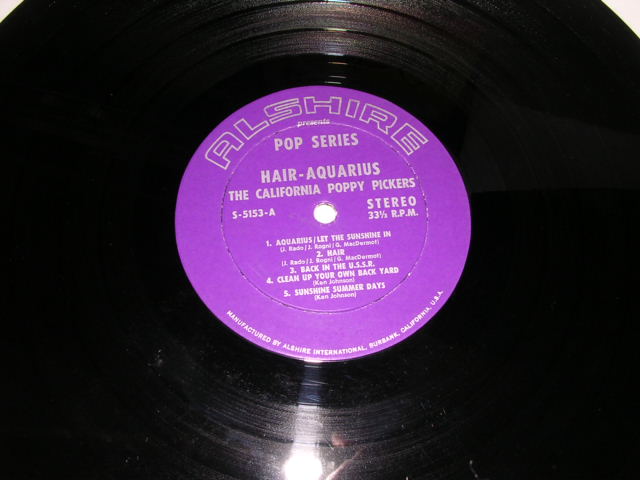 ALSHIRE
presents
POP SERIES
HAIR-AQUARIUS
THE CALIFORNIA POPPY PICKERS
S-5153-A
STEREO
33⅓ R.P.M.
1. AQUARIUS/LET THE SUNSHINE IN
(J. Rado/J. Rogni/G. MacDermot)
2. HAIR
(J. Rado/J. Rogni/G. MacDermot)
3. BACK IN THE U.S.S.R.
4. CLEAN UP YOUR OWN BACK YARD
(Ken Johnson)
5. SUNSHINE SUMMER DAYS
(Ken Johnson)
MANUFACTURED BY ALSHIRE INTERNATIONAL, BURBANK, CALIFORNIA, U.S.A.